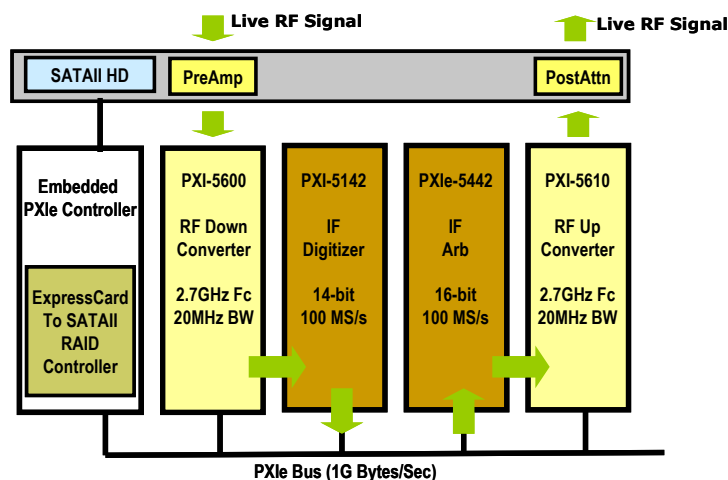 Live RF Signal
Live RF Signal
SATAII HD
PreAmp
PostAttn
Embedded
PXIe Controller
ExpressCard
To SATAII
RAID
Controller
PXI-5600
RF Down
Converter
2.7GHz Fc
20MHz BW
PXI-5142
IF
Digitizer
14-bit
100 MS/s
PXIe-5442
IF
Arb
16-bit
100 MS/s
PXI-5610
RF Up
Converter
2.7GHz Fc
20MHz BW
PXIe Bus (1G Bytes/Sec)